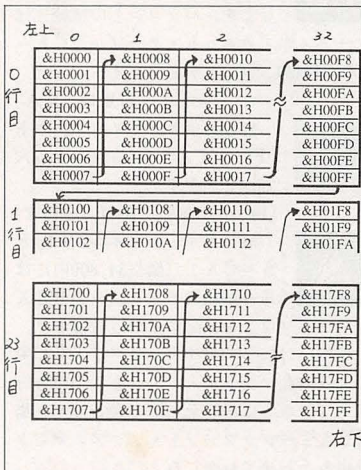 左上
0 1 2 32
0行目
&H0000 &H0008 &H0010 &H00F8
&H0001 &H0009 &H0011 &H00F9
&H0002 &H000A &H0012 &H00FA
&H0003 &H000B &H0013 &H00FB
&H0004 &H000C &H0014 &H00FC
&H0005 &H000D &H0015 &H00FD
&H0006 &H000E &H0016 &H00FE
&H0007 &H000F &H0017 &H00FF
1行目
&H0100 &H0108 &H0110 &H01F8
&H0101 &H0109 &H0111 &H01F9
&H0102 &H010A &H0112 &H01FA
23行目
&H1700 &H1708 &H1710 &H17F8
&H1701 &H1709 &H1711 &H17F9
&H1702 &H170A &H1712 &H17FA
&H1703 &H170B &H1713 &H17FB
&H1704 &H170C &H1714 &H17FC
&H1705 &H170D &H1715 &H17FD
&H1706 &H170E &H1716 &H17FE
&H1707 &H170F &H1717 &H17FF
右下